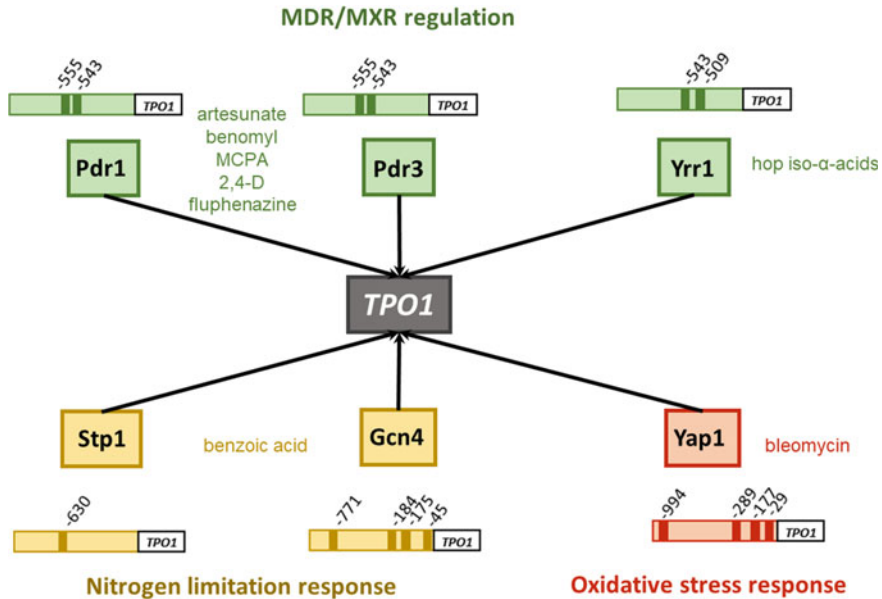 MDR/MXR regulation
-555
-543
TPO1
-555
-543
TPO1
-543
-509
TPO1
artesunate
benomyl
MCPA
2,4-D
fluphenazine
Pdr1
Pdr3
Yrr1
hop iso-α-acids
TPO1
Stp1
benzoic acid
Gcn4
Yap1
bleomycin
-630
TPO1
-771
-184
-175
-45
TPO1
-994
-289
-177
-29
TPO1
Nitrogen limitation response
Oxidative stress response